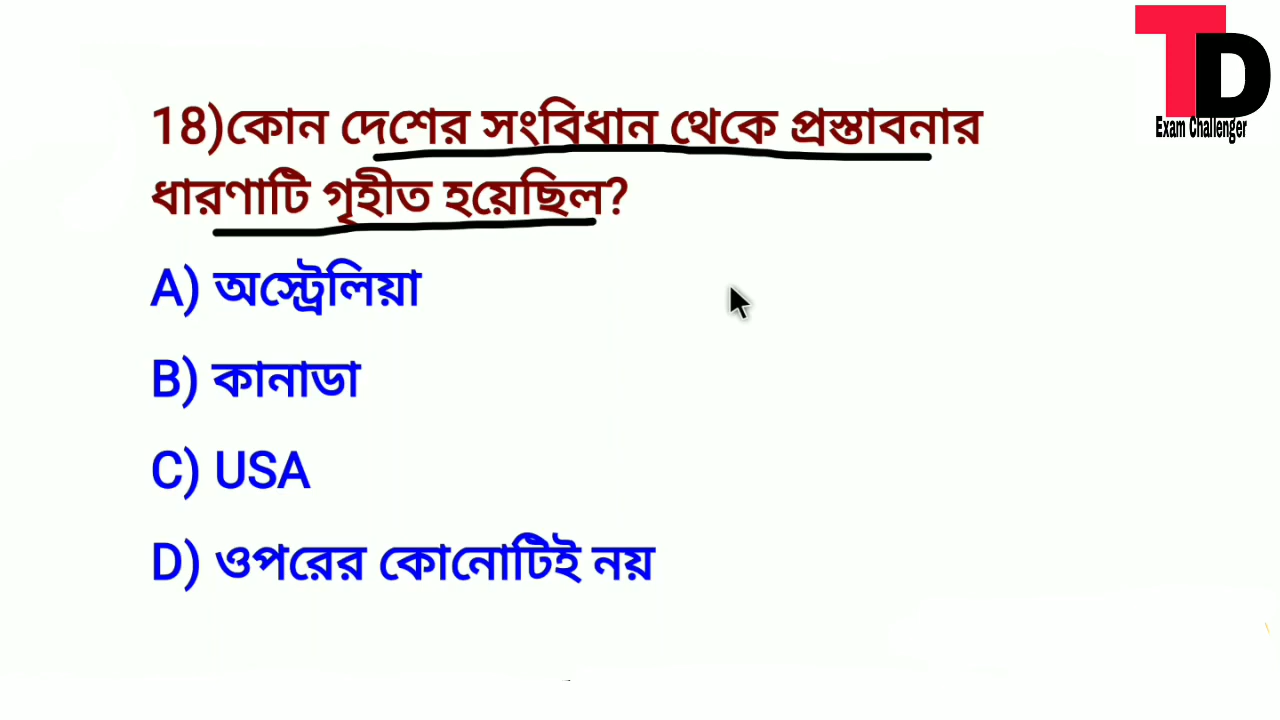 TD
Exam Challenger
18)কোন দেশের সংবিধান থেকে প্রস্তাবনার
ধারণাটি গৃহীত হয়েছিল?
A) অস্ট্রেলিয়া
B) কানাডা
C) USA
D) ওপরের কোনোটিই নয়